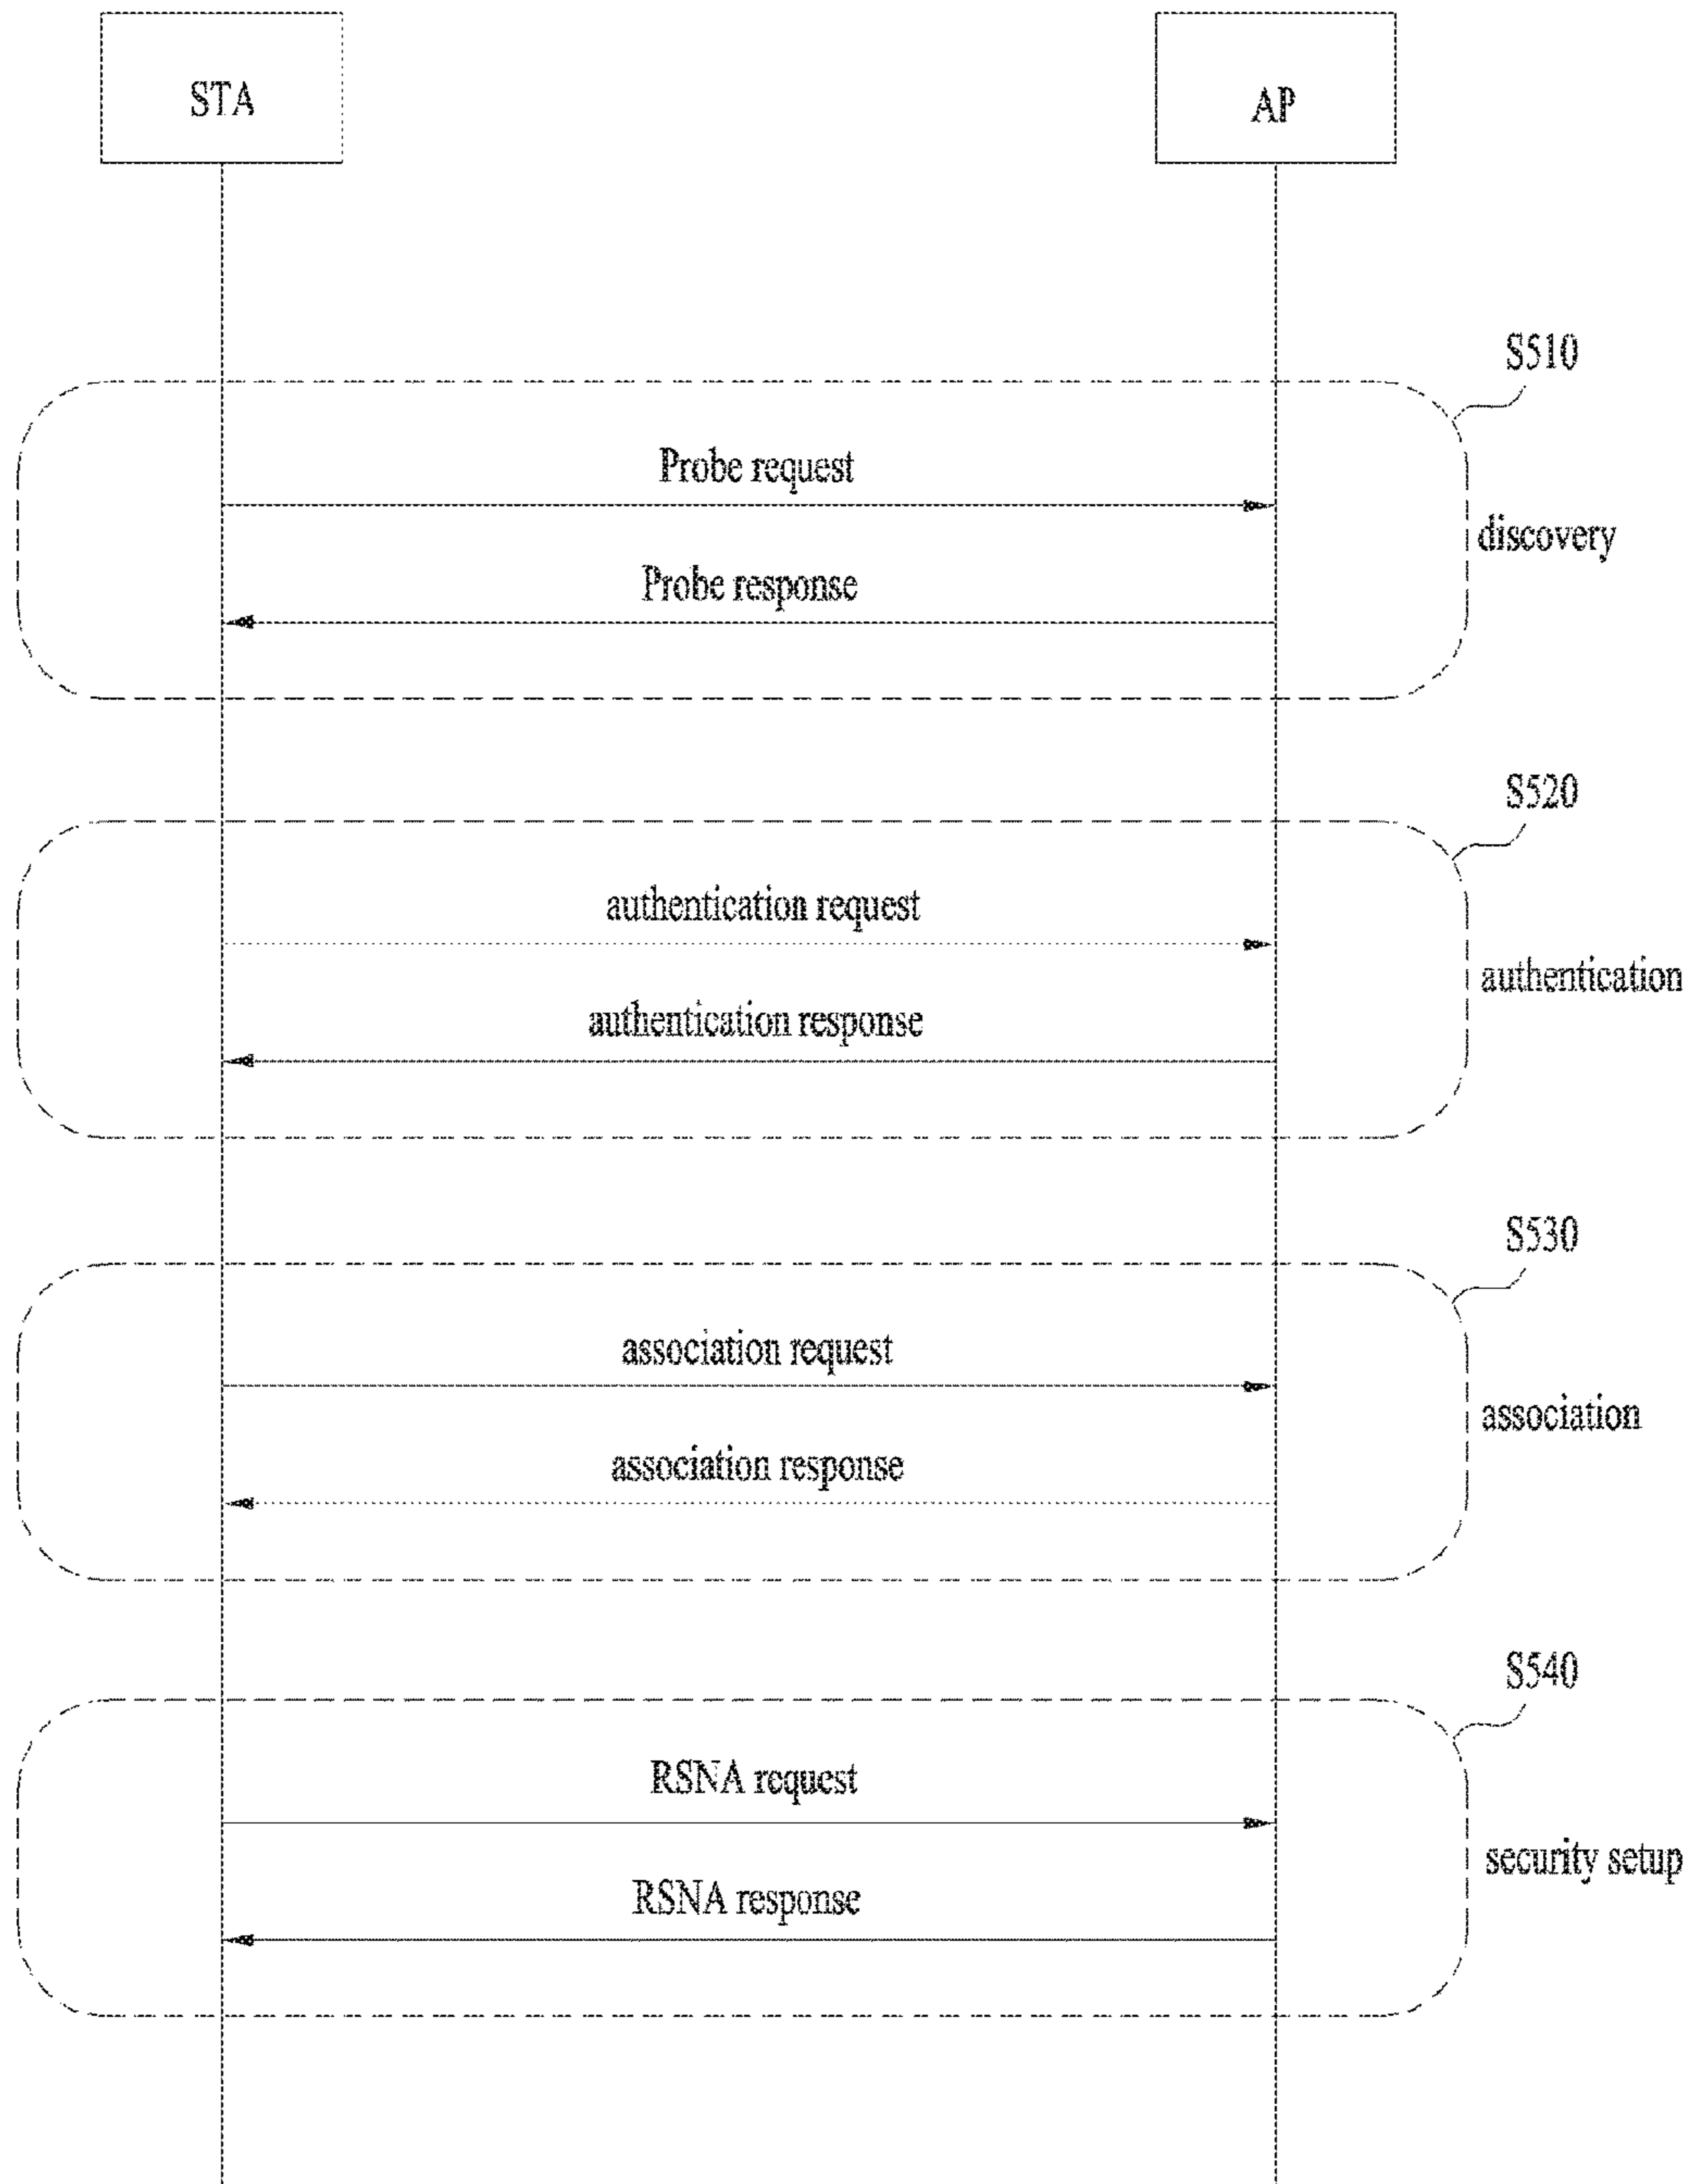 STA
AP
S510
Probe request
discovery
Probe response
S520
authentication request
authentication
authentication response
S530
association request
association
association response
S540
RSNA request
security setup
RSNA response